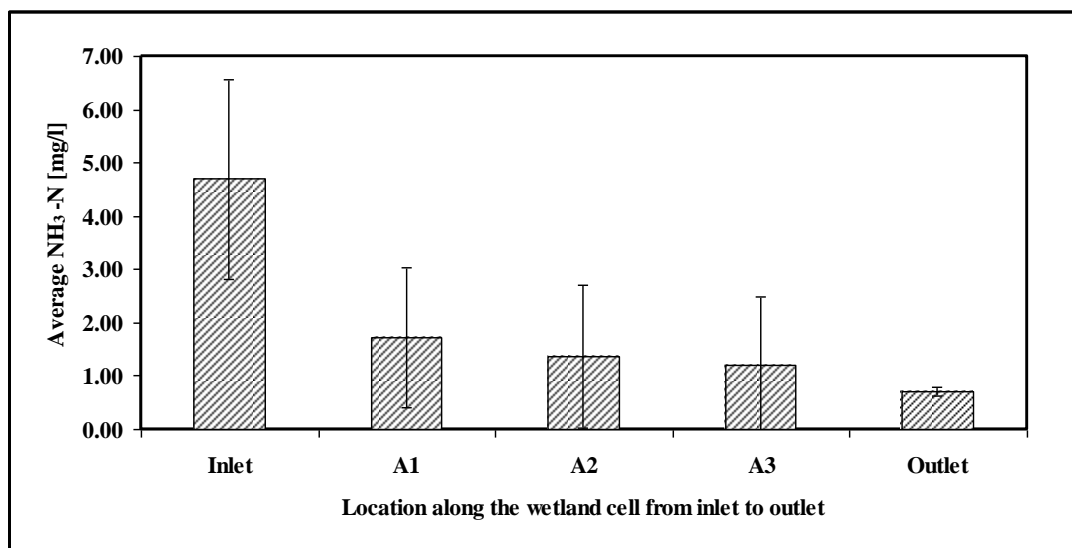 7.00
6.00
5.00
4.00
3.00
2.00
1.00
0.00
Average NH₃ -N [mg/l]
Inlet A1 A2 A3 Outlet
Location along the wetland cell from inlet to outlet